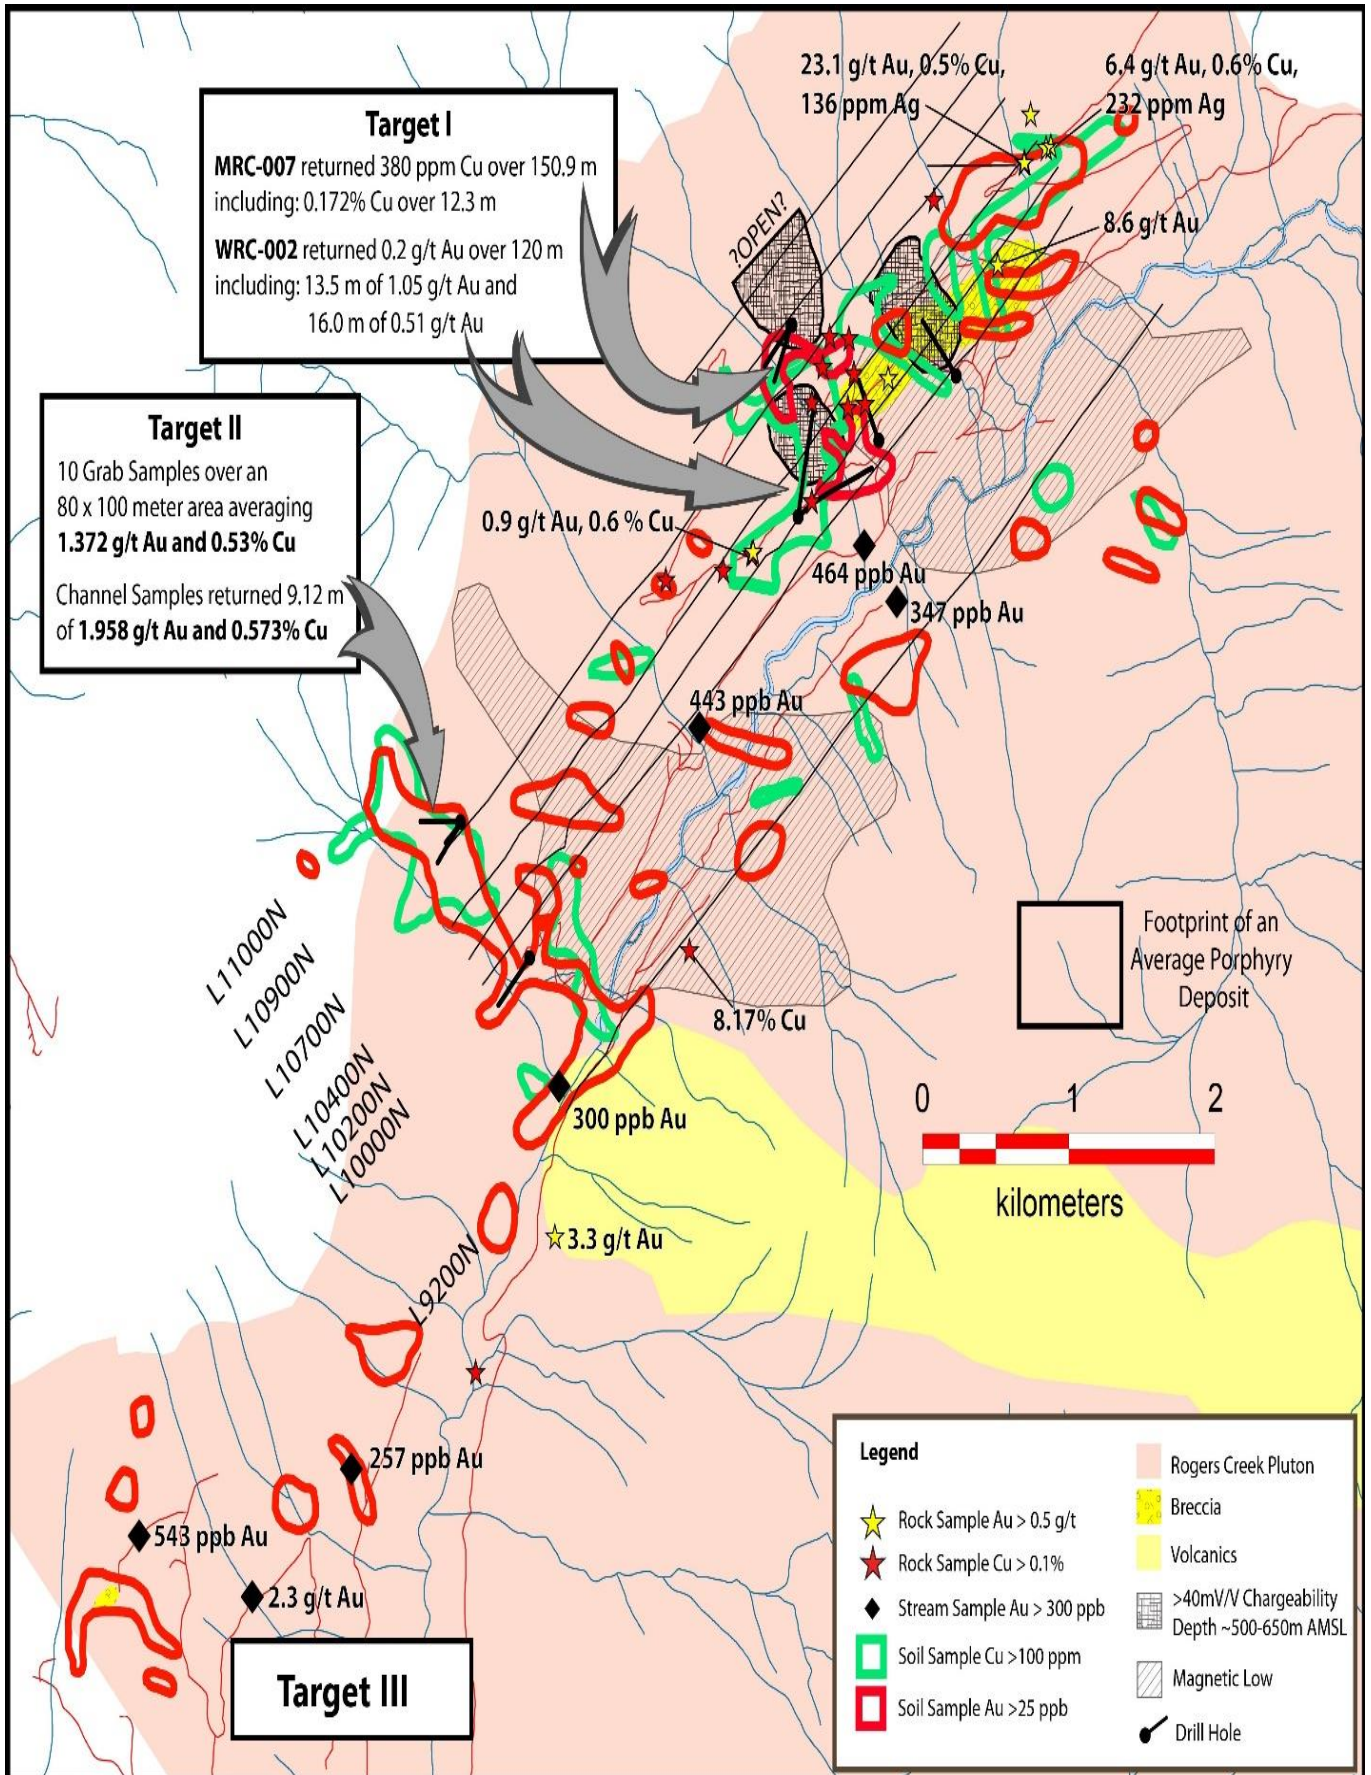 23.1 g/t Au, 0.5% Cu,
136 ppm Ag
6.4 g/t Au, 0.6% Cu,
232 ppm Ag
Target I
MRC-007 returned 380 ppm Cu over 150.9 m
including: 0.172% Cu over 12.3 m
WRC-002 returned 0.2 g/t Au over 120 m
including: 13.5 m of 1.05 g/t Au and
16.0 m of 0.51 g/t Au
?OPEN?
8.6 g/t Au
Target II
10 Grab Samples over an
80 x 100 meter area averaging
1.372 g/t Au and 0.53% Cu
Channel Samples returned 9.12 m
of 1.958 g/t Au and 0.573% Cu
0.9 g/t Au, 0.6 % Cu
464 ppb Au
347 ppb Au
443 ppb Au
L11000N
L10900N
L10700N
L10400N
L10200N
L10000N
8.17% Cu
Footprint of an
Average Porphyry
Deposit
0 1 2
kilometers
300 ppb Au
3.3 g/t Au
L9200N
257 ppb Au
543 ppb Au
2.3 g/t Au
Target III
Legend
Rock Sample Au > 0.5 g/t
Rock Sample Cu > 0.1%
Stream Sample Au > 300 ppb
Soil Sample Cu >100 ppm
Soil Sample Au >25 ppb
Rogers Creek Pluton
Breccia
Volcanics
>40mV/V Chargeability
Depth ~500-650m AMSL
Magnetic Low
Drill Hole